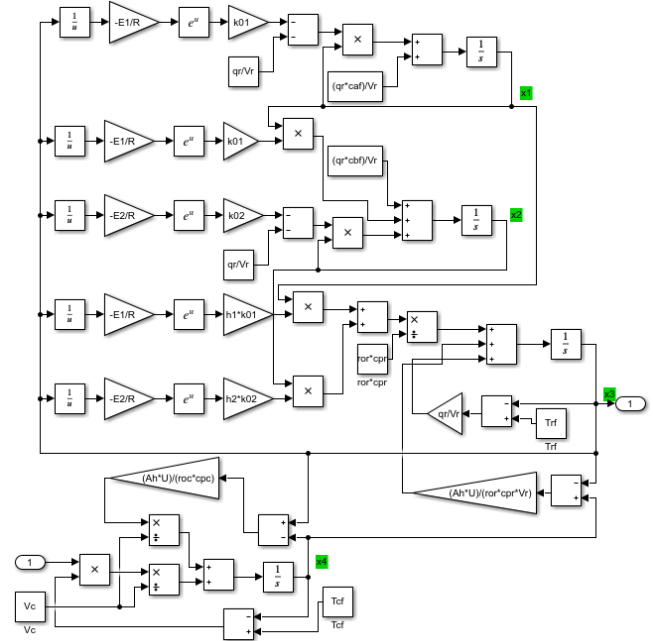 1/u -E1/R e^u k01 − − × + + 1/s
qr/Vr
(qr*caf)/Vr
x1
1/u -E1/R e^u k01 ×
(qr*cbf)/Vr
1/u -E2/R e^u k02 − − × + + + 1/s
x2
qr/Vr
1/u -E1/R e^u h1*k01 × + + × ÷ + + + 1/s
ror*cpr
ror*cpr
1/u -E2/R e^u h2*k02 ×
x3
qr/Vr − + 1
Trf
Trf
(Ah*U)/(roc*cpc) (Ah*U)/(ror*cpr*Vr) − +
× ÷ + −
x4
1 × × ÷ + + 1/s
Vc
Vc
− + Tcf
Tcf